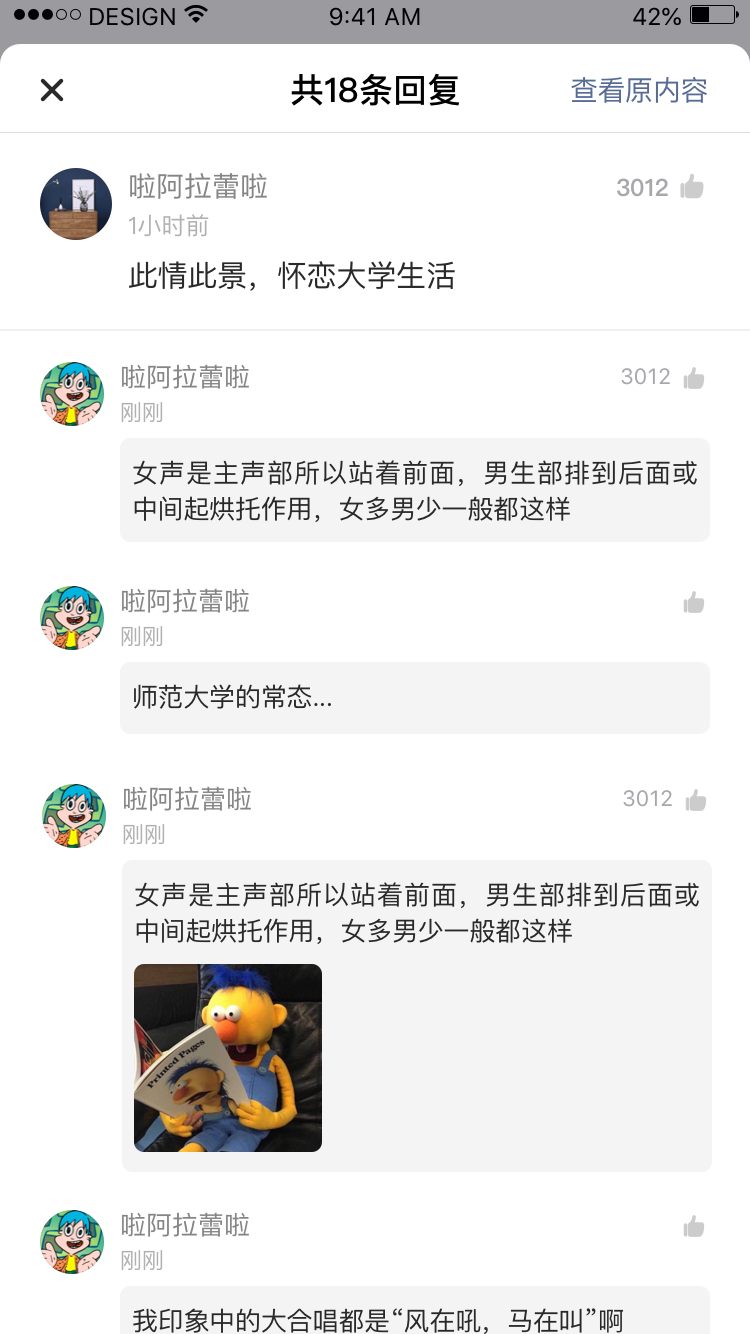 DESIGN 9:41 AM 42%
共18条回复 查看原内容
啦阿拉蕾啦 3012
1小时前
此情此景，怀恋大学生活
啦阿拉蕾啦 3012
刚刚
女声是主声部所以站着前面，男生部排到后面或
中间起烘托作用，女多男少一般都这样
啦阿拉蕾啦
刚刚
师范大学的常态...
啦阿拉蕾啦 3012
刚刚
女声是主声部所以站着前面，男生部排到后面或
中间起烘托作用，女多男少一般都这样
Printed Pages
啦阿拉蕾啦
刚刚
我印象中的大合唱都是“风在吼，马在叫”啊